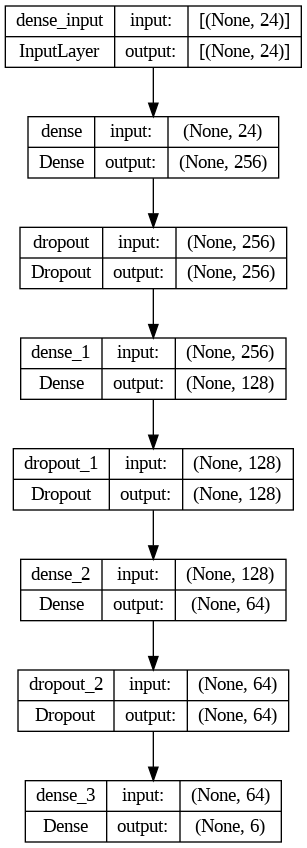 dense_input input: [(None, 24)]
InputLayer output: [(None, 24)]
dense input: (None, 24)
Dense output: (None, 256)
dropout input: (None, 256)
Dropout output: (None, 256)
dense_1 input: (None, 256)
Dense output: (None, 128)
dropout_1 input: (None, 128)
Dropout output: (None, 128)
dense_2 input: (None, 128)
Dense output: (None, 64)
dropout_2 input: (None, 64)
Dropout output: (None, 64)
dense_3 input: (None, 64)
Dense output: (None, 6)